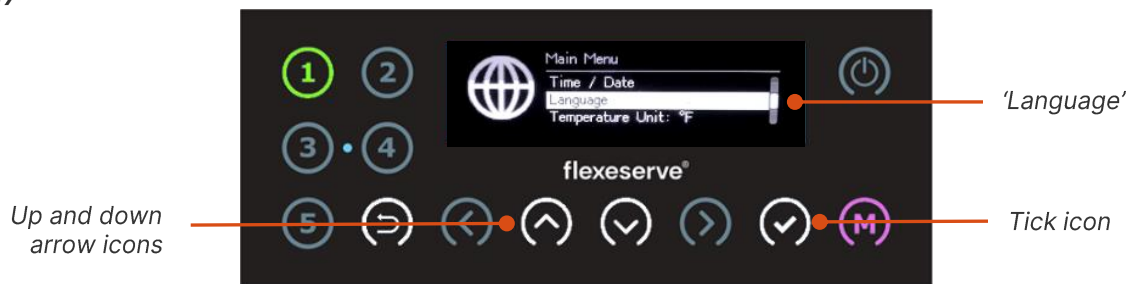 1
2
Main Menu
Time / Date
Language
Temperature Unit: °F
'Language'
3
4
flexeserve®
Up and down
arrow icons
5
M
Tick icon